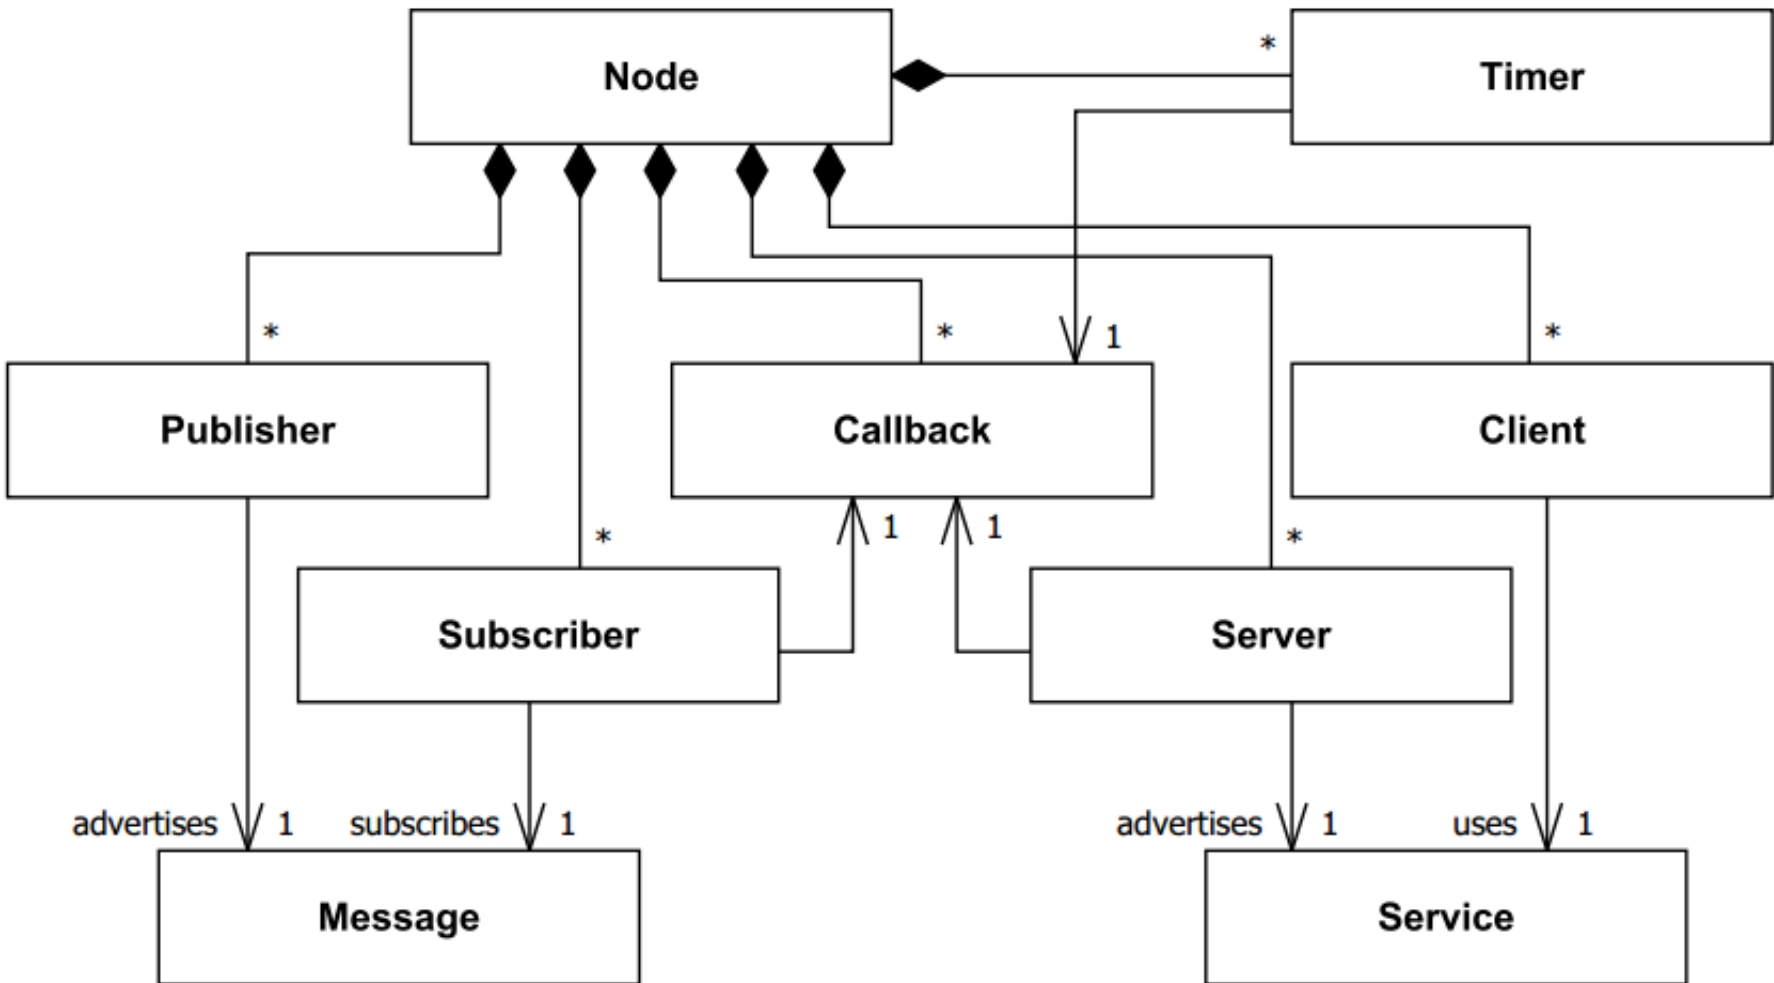 Node
*
Timer
*
*
1
*
Publisher
Callback
Client
*
1
1
*
Subscriber
Server
advertises 1
subscribes 1
advertises 1
uses 1
Message
Service